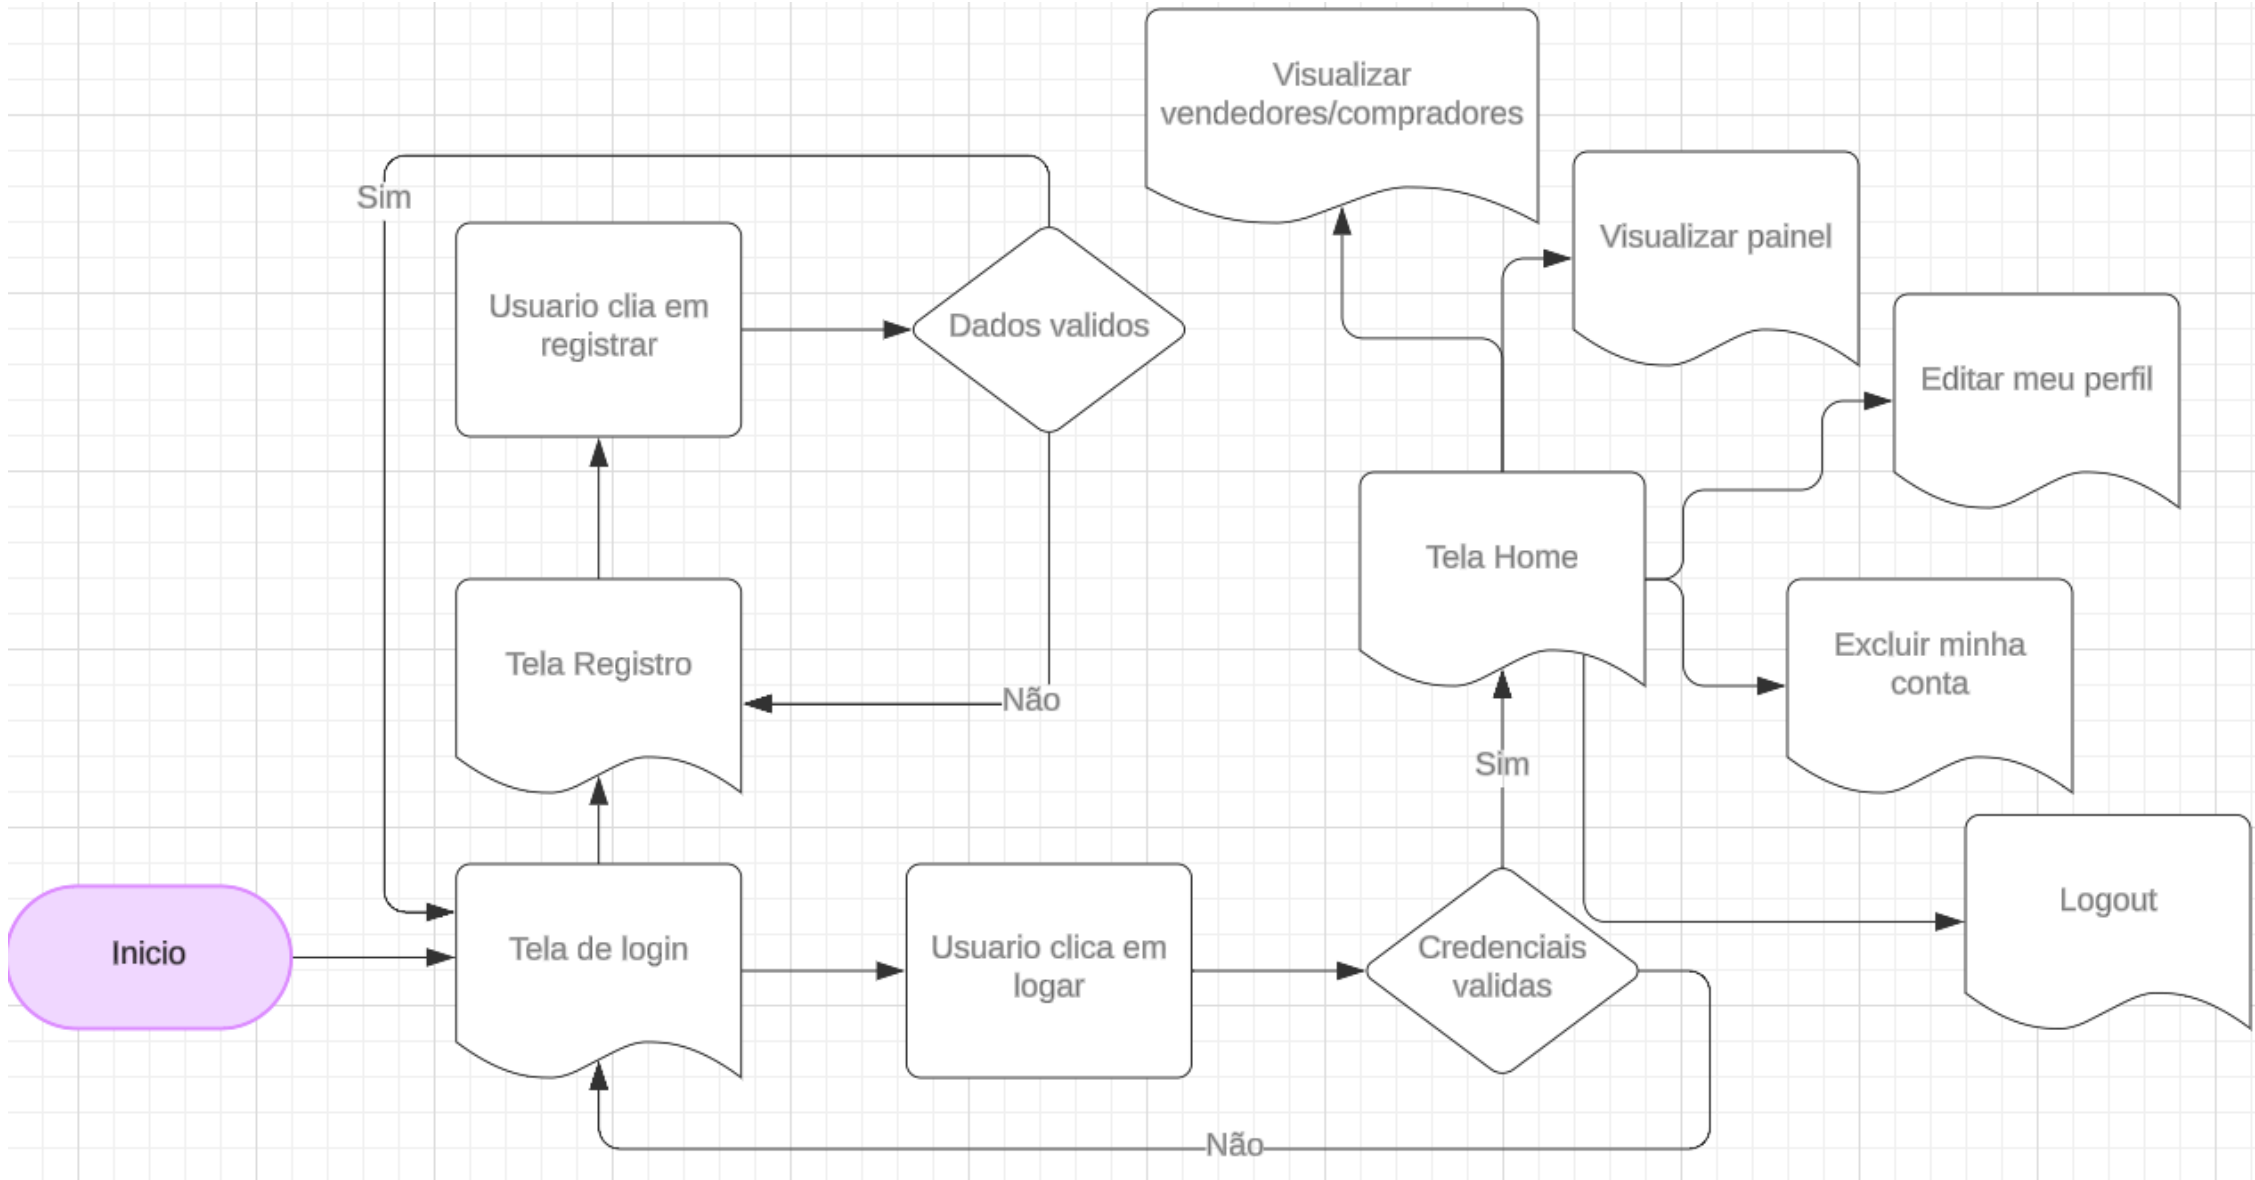 Visualizar
vendedores/compradores
Visualizar painel
Sim
Usuario clia em
registrar
Dados validos
Editar meu perfil
Tela Home
Tela Registro
Não
Excluir minha
conta
Sim
Inicio
Tela de login
Usuario clica em
logar
Credenciais
validas
Logout
Não